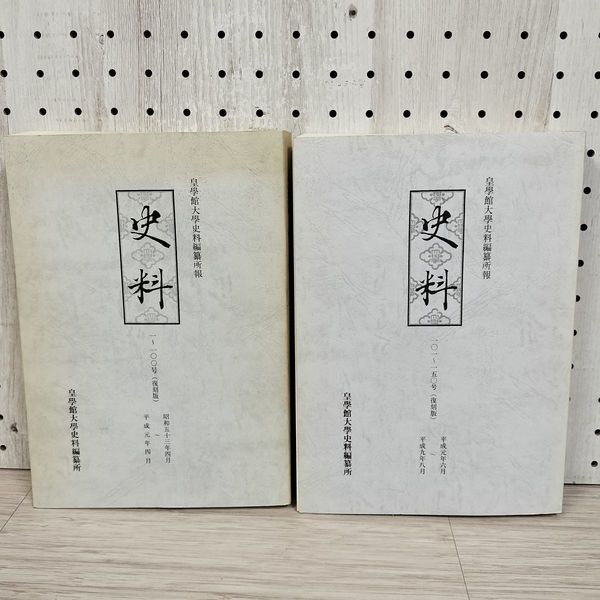 皇學館大學史料編纂所報
史料
一～一〇〇号（復刻版）
昭和五十三年四月
～
平成元年四月
皇學館大學史料編纂所
皇學館大學史料編纂所報
史料
一〇一～一五〇号（復刻版）
平成元年六月
～
平成九年八月
皇學館大學史料編纂所